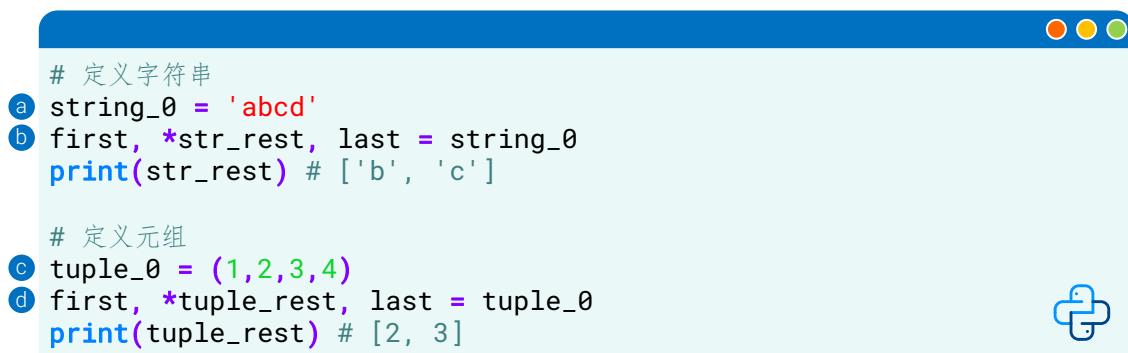 # 定义字符串
a string_0 = 'abcd'
b first, *str_rest, last = string_0
print(str_rest) # ['b', 'c']
# 定义元组
c tuple_0 = (1,2,3,4)
d first, *tuple_rest, last = tuple_0
print(tuple_rest) # [2, 3]